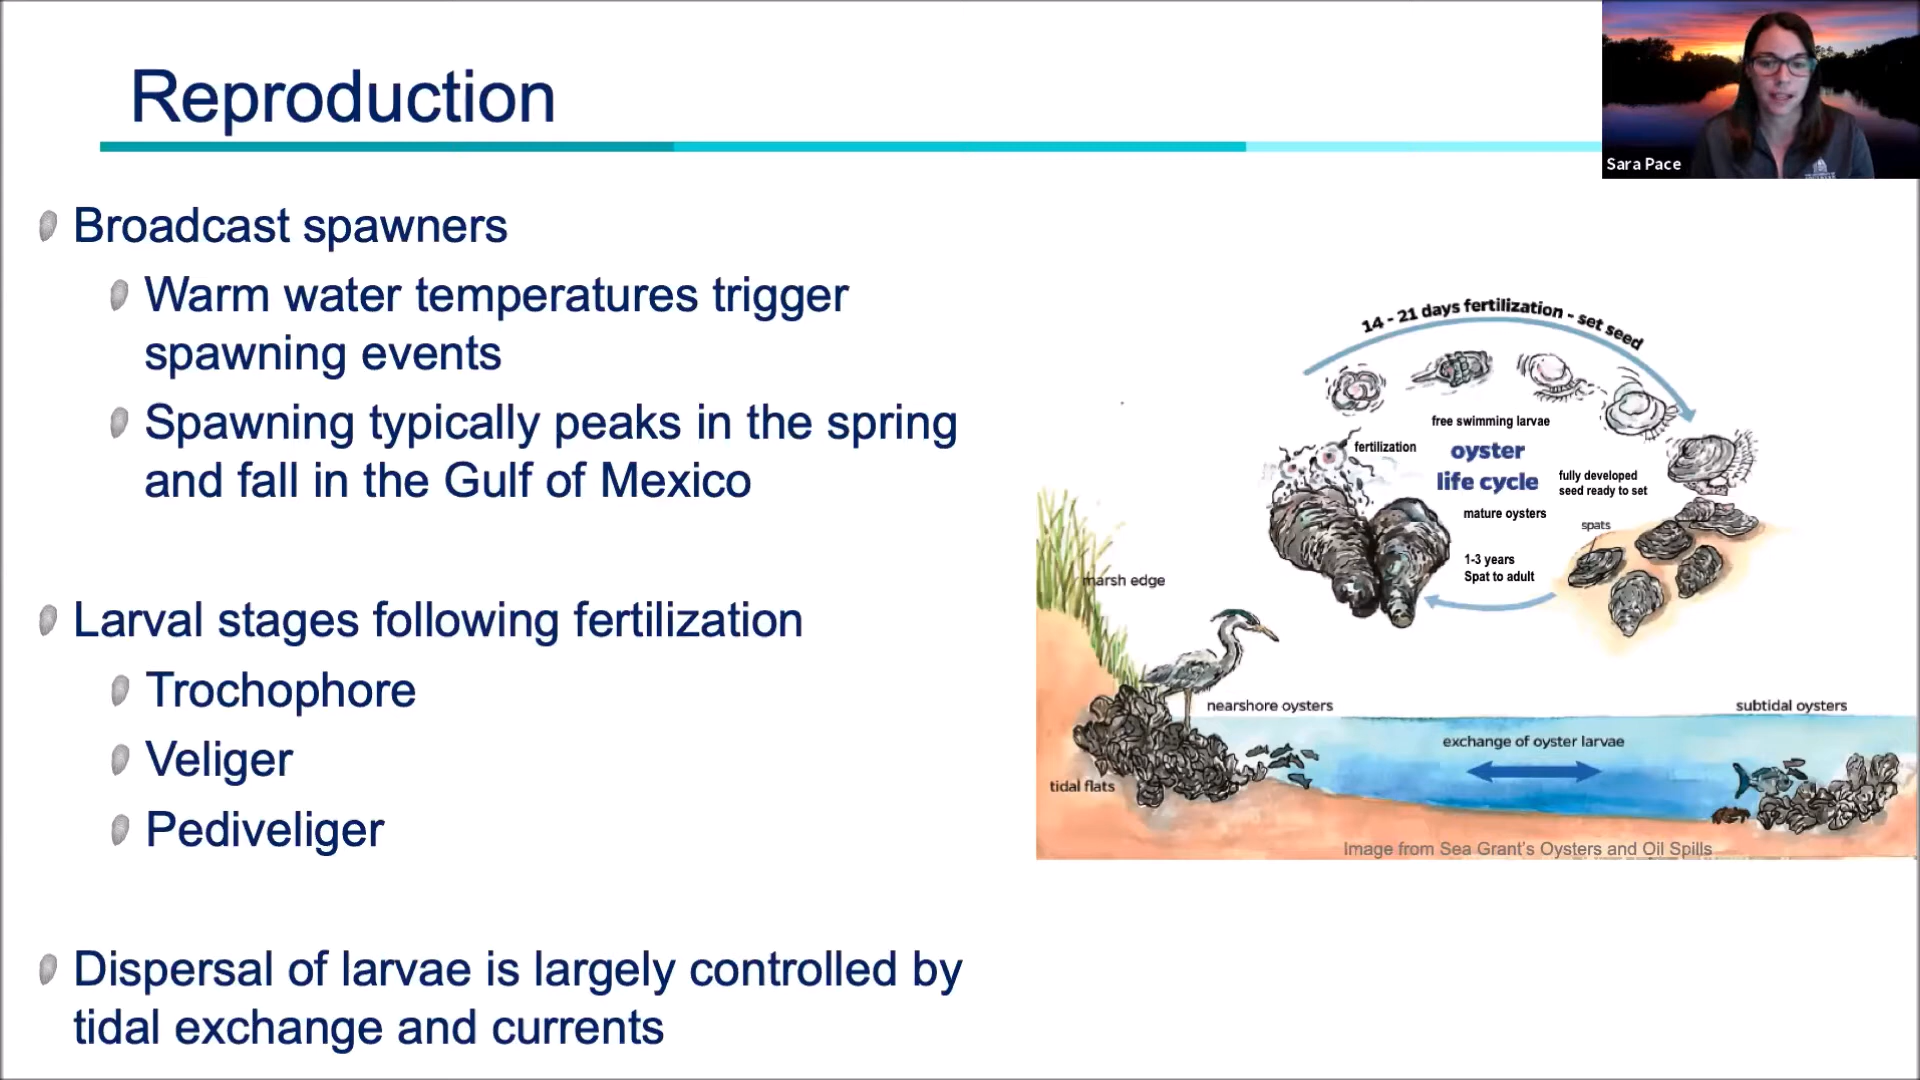 Reproduction
Sara Pace
Broadcast spawners
Warm water temperatures trigger
spawning events
Spawning typically peaks in the spring
and fall in the Gulf of Mexico
Larval stages following fertilization
Trochophore
Veliger
Pediveliger
Dispersal of larvae is largely controlled by
tidal exchange and currents
14 - 21 days fertilization - set seed
free swimming larvae
fertilization
oyster
life cycle
fully developed
seed ready to set
mature oysters
spats
1-3 years
Spat to adult
marsh edge
nearshore oysters
subtidal oysters
exchange of oyster larvae
tidal flats
Image from Sea Grant's Oysters and Oil Spills